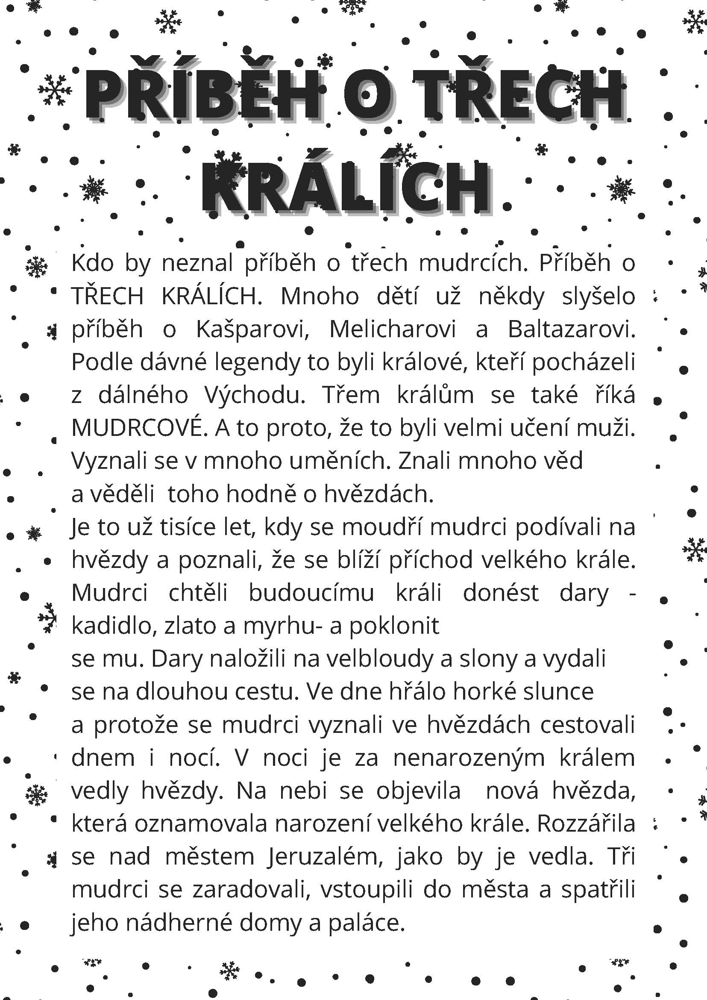 PŘÍBĚH O TŘECH
KRÁLÍCH
Kdo by neznal příběh o třech mudrcích. Příběh o
TŘECH KRÁLÍCH. Mnoho dětí už někdy slyšelo
příběh o Kašparovi, Melicharovi a Baltazarovi.
Podle dávné legendy to byli králové, kteří pocházeli
z dálného Východu. Třem králům se také říká
MUDRCOVÉ. A to proto, že to byli velmi učení muži.
Vyznali se v mnoho uměních. Znali mnoho věd
a věděli  toho hodně o hvězdách.
Je to už tisíce let, kdy se moudří mudrci podívali na
hvězdy a poznali, že se blíží příchod velkého krále.
Mudrci chtěli budoucímu králi donést dary -
kadidlo, zlato a myrhu- a poklonit
se mu. Dary naložili na velbloudy a slony a vydali
se na dlouhou cestu. Ve dne hřálo horké slunce
a protože se mudrci vyznali ve hvězdách cestovali
dnem i nocí. V noci je za nenarozeným králem
vedly hvězdy. Na nebi se objevila  nová hvězda,
která oznamovala narození velkého krále. Rozzářila
se nad městem Jeruzalém, jako by je vedla. Tři
mudrci se zaradovali, vstoupili do města a spatřili
jeho nádherné domy a paláce.